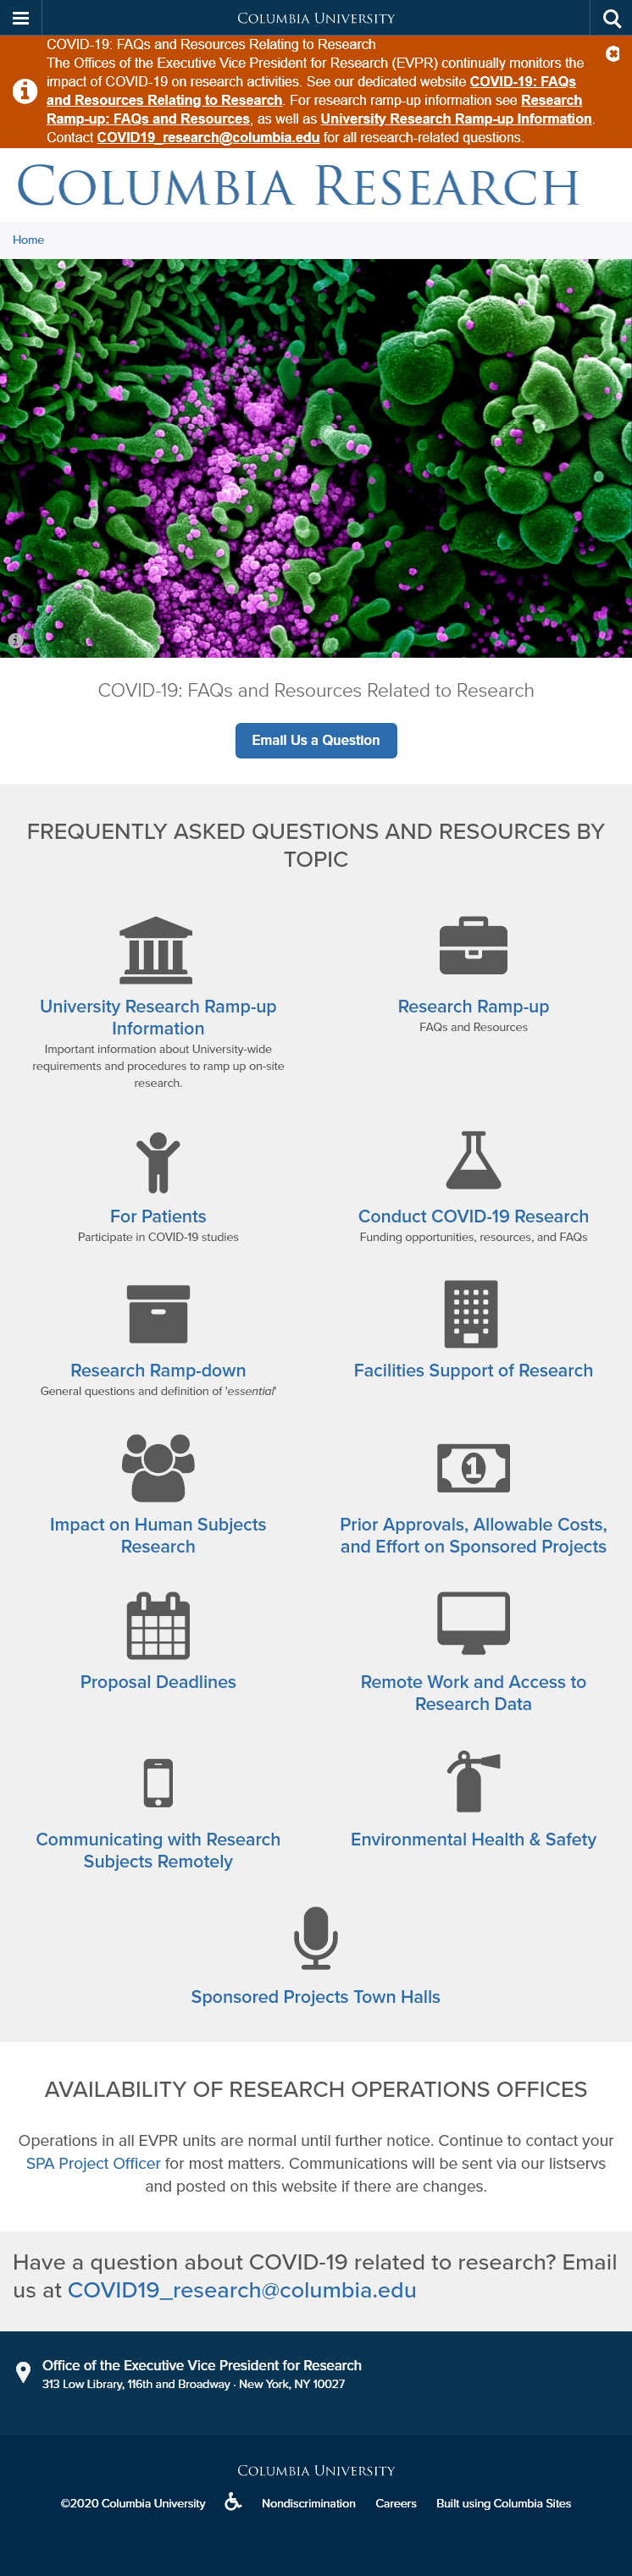 COLUMBIA UNIVERSITY
COVID-19: FAQs and Resources Relating to Research
The Offices of the Executive Vice President for Research (EVPR) continually monitors the
impact of COVID-19 on research activities. See our dedicated website COVID-19: FAQs
and Resources Relating to Research. For research ramp-up information see Research
Ramp-up: FAQs and Resources, as well as University Research Ramp-up Information.
Contact COVID19_research@columbia.edu for all research-related questions.
COLUMBIA RESEARCH
Home
COVID-19: FAQs and Resources Related to Research
Email Us a Question
FREQUENTLY ASKED QUESTIONS AND RESOURCES BY
TOPIC
University Research Ramp-up
Information
Important information about University-wide
requirements and procedures to ramp up on-site
research.
Research Ramp-up
FAQs and Resources
For Patients
Participate in COVID-19 studies
Conduct COVID-19 Research
Funding opportunities, resources, and FAQs
Research Ramp-down
General questions and definition of 'essential'
Facilities Support of Research
Impact on Human Subjects
Research
1
Prior Approvals, Allowable Costs,
and Effort on Sponsored Projects
Proposal Deadlines
Remote Work and Access to
Research Data
Communicating with Research
Subjects Remotely
Environmental Health & Safety
Sponsored Projects Town Halls
AVAILABILITY OF RESEARCH OPERATIONS OFFICES
Operations in all EVPR units are normal until further notice. Continue to contact your
SPA Project Officer for most matters. Communications will be sent via our listservs
and posted on this website if there are changes.
Have a question about COVID-19 related to research? Email
us at COVID19_research@columbia.edu
Office of the Executive Vice President for Research
313 Low Library, 116th and Broadway · New York, NY 10027
COLUMBIA UNIVERSITY
©2020 Columbia University Nondiscrimination Careers Built using Columbia Sites